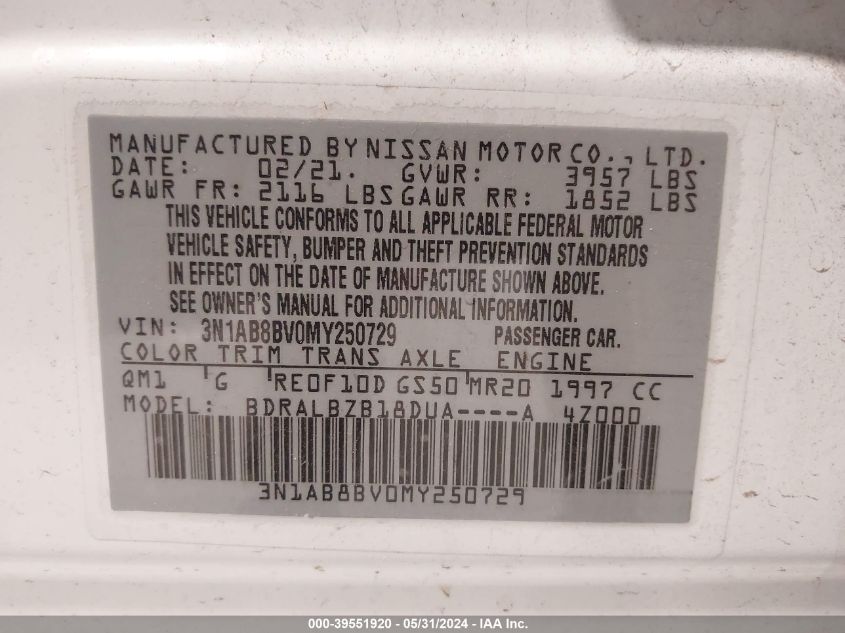 MANUFACTURED BY NISSAN MOTOR CO., LTD.
DATE: 02/21. GVWR: 3957 LBS
GAWR FR: 2116 LBS GAWR RR: 1852 LBS
THIS VEHICLE CONFORMS TO ALL APPLICABLE FEDERAL MOTOR
VEHICLE SAFETY, BUMPER AND THEFT PREVENTION STANDARDS
IN EFFECT ON THE DATE OF MANUFACTURE SHOWN ABOVE.
SEE OWNER'S MANUAL FOR ADDITIONAL INFORMATION.
VIN: 3N1AB8BV0MY250729 PASSENGER CAR.
COLOR TRIM TRANS AXLE ENGINE
QM1 G RE0F10D GS50 MR20 1997 CC
MODEL: BDRALBZB18DUA----A 4Z000
3N1AB8BV0MY250729
000-39551920 - 05/31/2024 - IAA Inc.